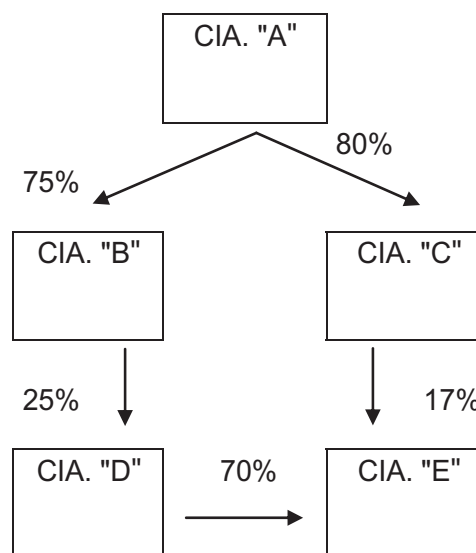 CIA. "A"
80%
75%
CIA. "B"
CIA. "C"
25%
17%
CIA. "D"
70%
CIA. "E"